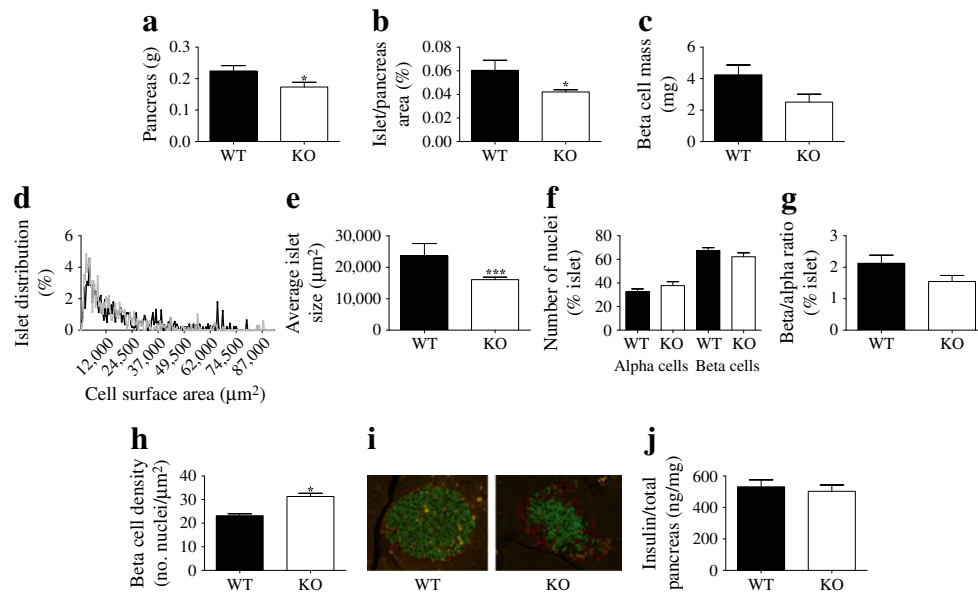 a
Pancreas (g)
0.3
0.2
0.1
0.0
*
WT
KO
b
Islet/pancreas
area (%)
0.08
0.06
0.04
0.02
0.00
*
WT
KO
c
Beta cell mass
(mg)
6
4
2
0
WT
KO
d
Islet distribution
(%)
6
4
2
0
12,000
24,500
37,000
49,500
62,000
74,500
87,000
Cell surface area (μm²)
e
Average islet
size (μm²)
30,000
20,000
10,000
0
***
WT
KO
f
Number of nuclei
(% islet)
80
60
40
20
0
WT
KO
WT
KO
Alpha cells
Beta cells
g
Beta/alpha ratio
(% islet)
3
2
1
0
WT
KO
h
Beta cell density
(no. nuclei/μm²)
40
30
20
10
0
*
WT
KO
i
WT
KO
j
Insulin/total
pancreas (ng/mg)
600
400
200
0
WT
KO